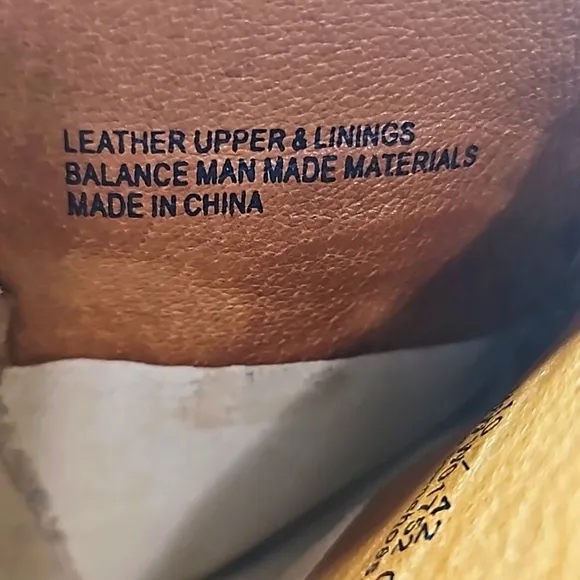 LEATHER UPPER & LININGS
BALANCE MAN MADE MATERIALS
MADE IN CHINA